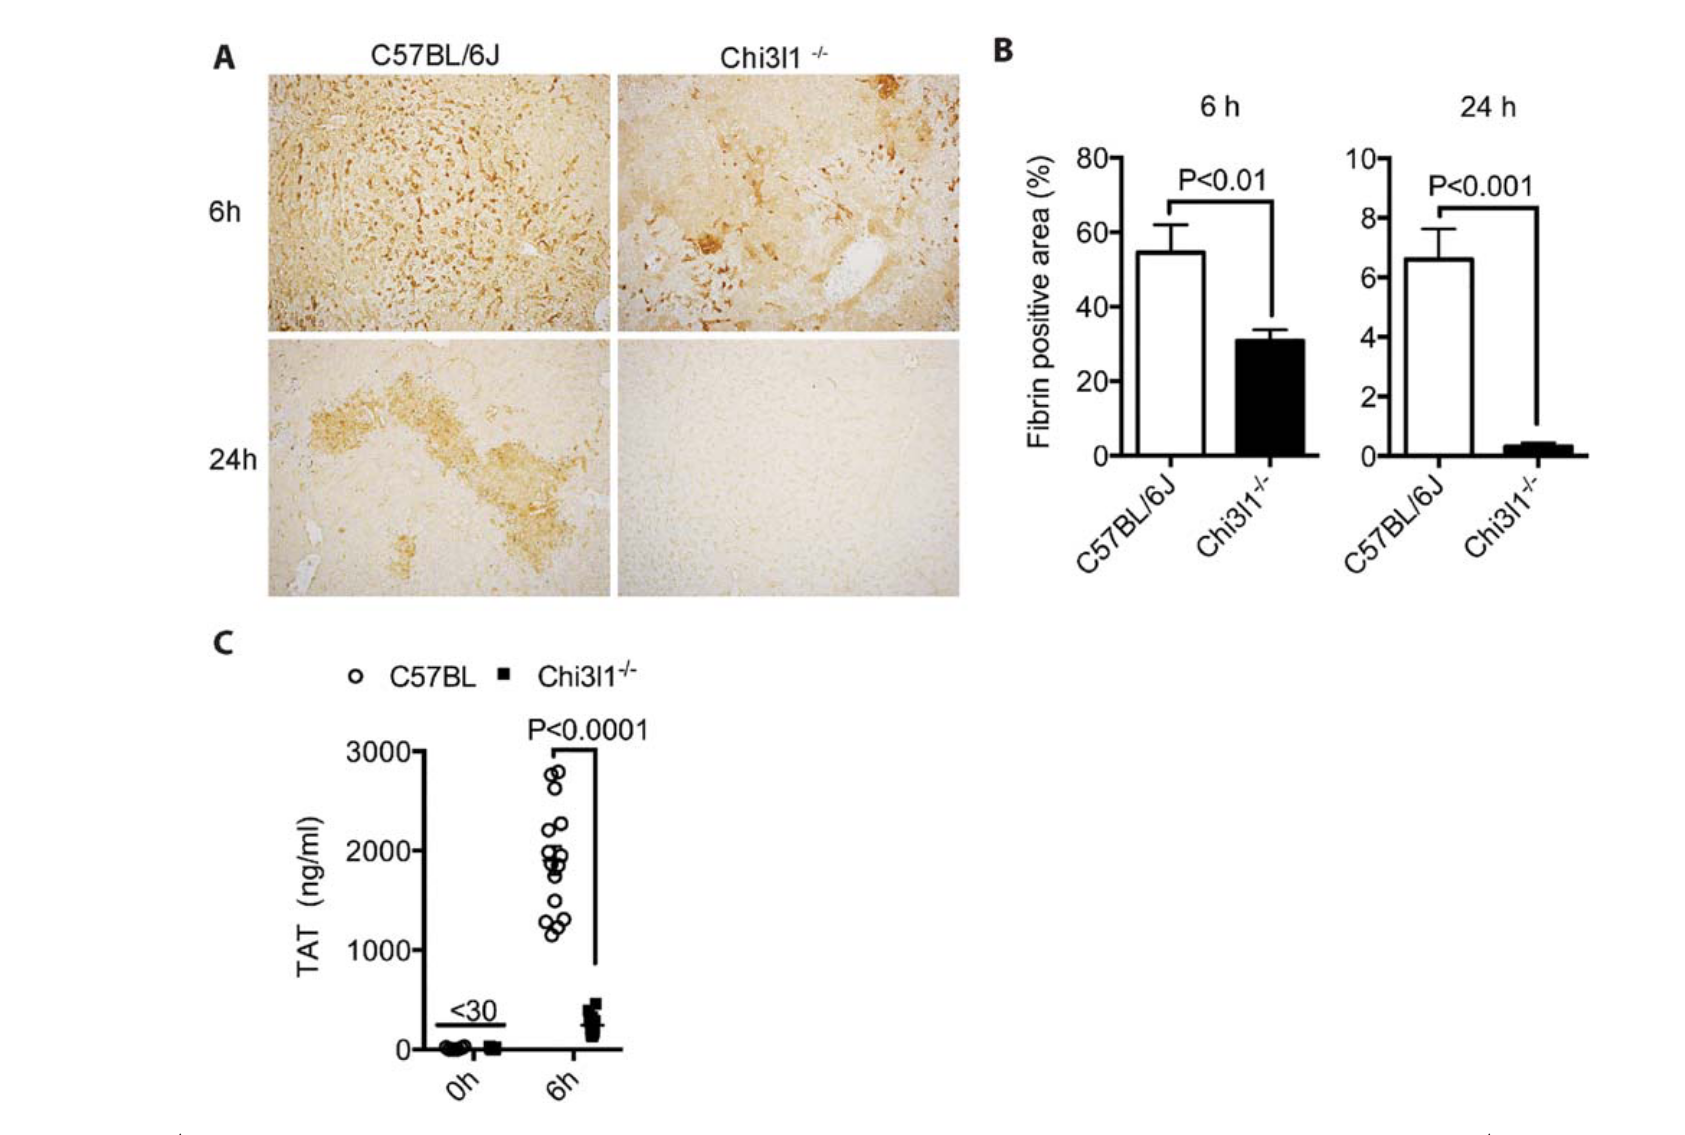 A
C57BL/6J
Chi3l1 -/-
6h
24h
B
6 h
24 h
Fibrin positive area (%)
80
60
40
20
0
P<0.01
C57BL/6J
Chi3l1-/-
10
8
6
4
2
0
P<0.001
C57BL/6J
Chi3l1-/-
C
C57BL
Chi3l1-/-
P<0.0001
TAT (ng/ml)
3000
2000
1000
0
<30
0h
6h